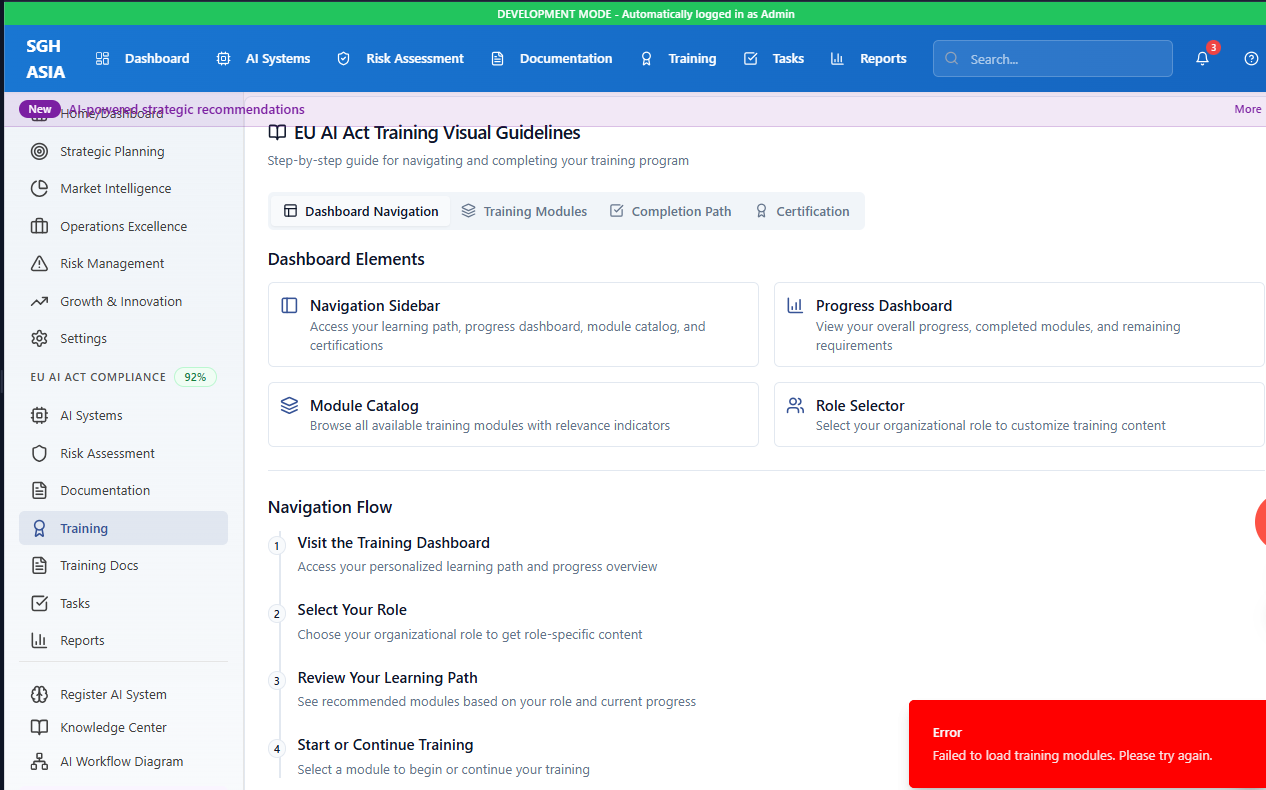 DEVELOPMENT MODE - Automatically logged in as Admin
SGH ASIA
Dashboard
AI Systems
Risk Assessment
Documentation
Training
Tasks
Reports
Search...
3
New
AI-powered strategic recommendations
More
Home/Dashboard
Strategic Planning
Market Intelligence
Operations Excellence
Risk Management
Growth & Innovation
Settings
EU AI ACT COMPLIANCE 92%
AI Systems
Risk Assessment
Documentation
Training
Training Docs
Tasks
Reports
Register AI System
Knowledge Center
AI Workflow Diagram
EU AI Act Training Visual Guidelines
Step-by-step guide for navigating and completing your training program
Dashboard Navigation
Training Modules
Completion Path
Certification
Dashboard Elements
Navigation Sidebar
Access your learning path, progress dashboard, module catalog, and
certifications
Progress Dashboard
View your overall progress, completed modules, and remaining
requirements
Module Catalog
Browse all available training modules with relevance indicators
Role Selector
Select your organizational role to customize training content
Navigation Flow
1
Visit the Training Dashboard
Access your personalized learning path and progress overview
2
Select Your Role
Choose your organizational role to get role-specific content
3
Review Your Learning Path
See recommended modules based on your role and current progress
4
Start or Continue Training
Select a module to begin or continue your training
Error
Failed to load training modules. Please try again.